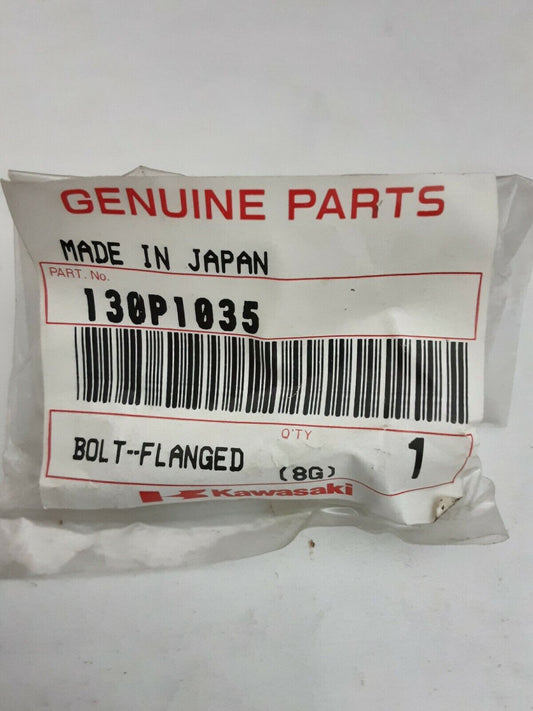 GENUINE PARTS
MADE IN JAPAN
PART. No.
130P1035
Q'TY
BOLT--FLANGED (8G) 1
Kawasaki